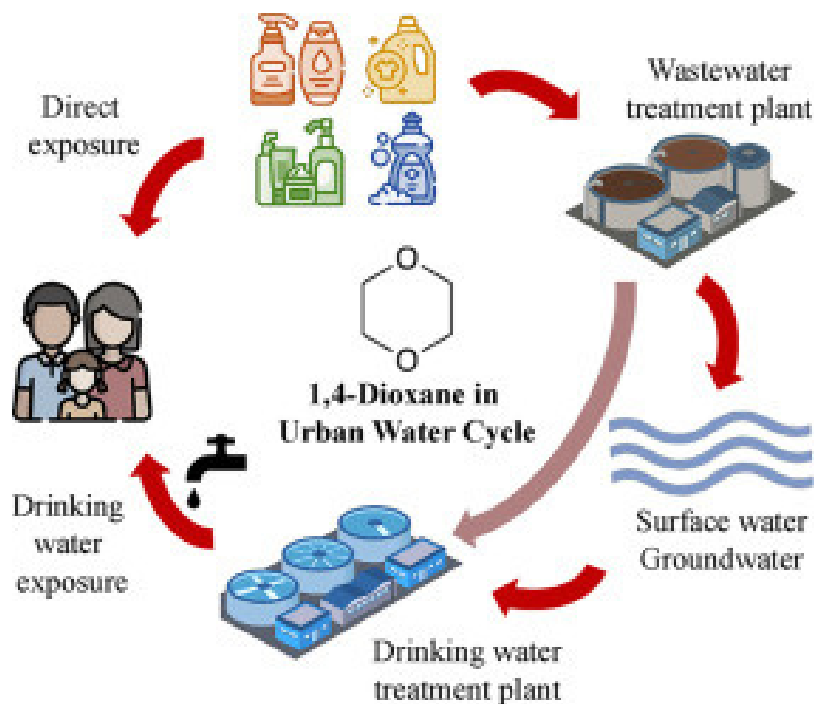 Direct
exposure
Wastewater
treatment plant
O
O
1,4-Dioxane in
Urban Water Cycle
Drinking
water
exposure
Surface water
Groundwater
Drinking water
treatment plant